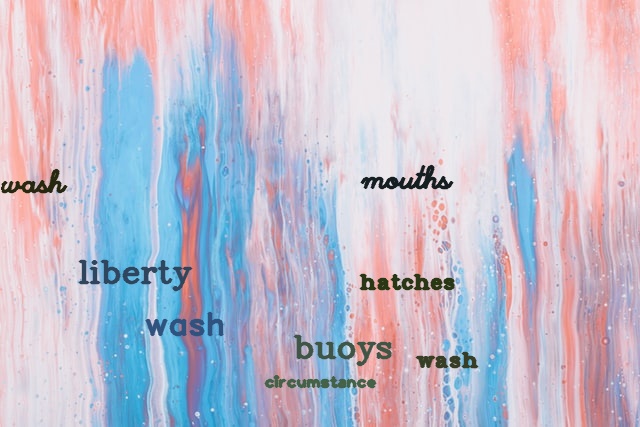 wash
mouths
liberty
hatches
wash
buoys
wash
circumstance